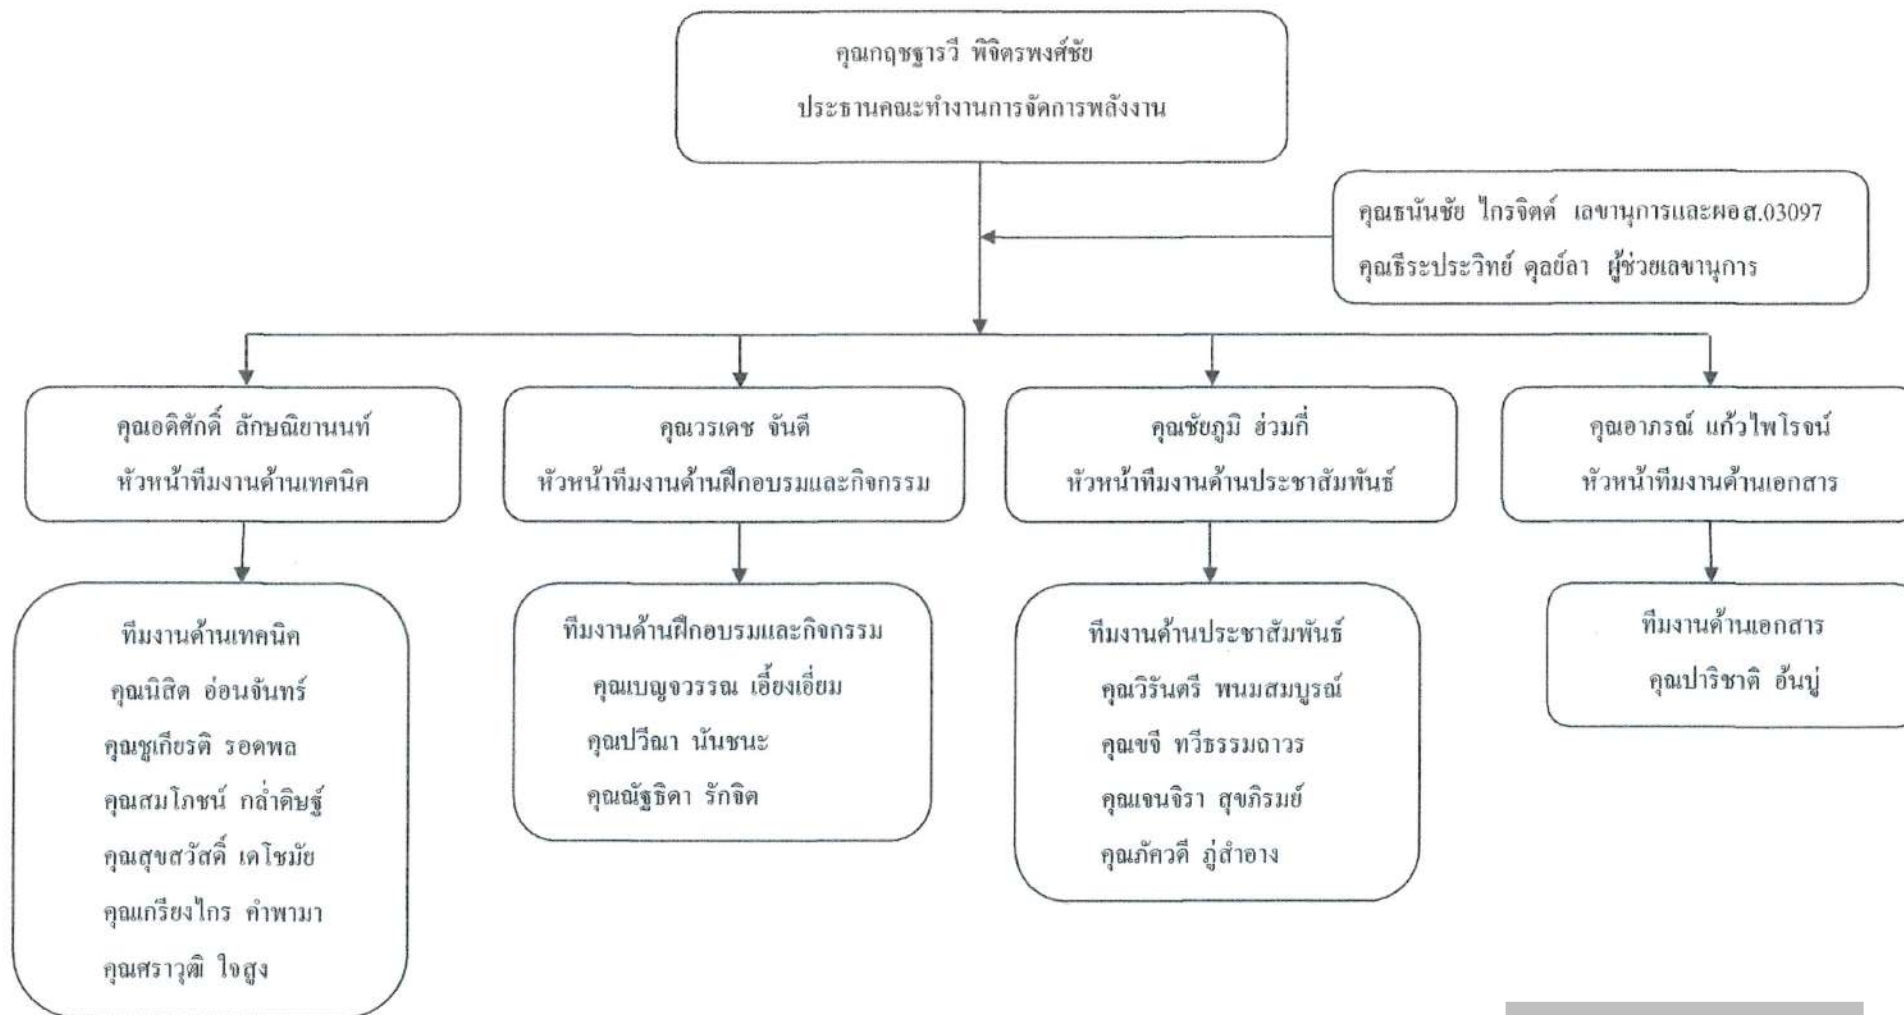 คุณกฤชฐารวี พิจิตรพงศ์ชัย
ประธานคณะทำงานการจัดการพลังงาน
คุณธนันชัย ไกรจิตต์ เลขานุการและผอส.03097
คุณธีระประวิทย์ ดุลย์ลา ผู้ช่วยเลขานุการ
คุณอดิศักดิ์ ลักษณิยานนท์
หัวหน้าทีมงานด้านเทคนิค
คุณวรเดช จันดี
หัวหน้าทีมงานด้านฝึกอบรมและกิจกรรม
คุณชัยภูมิ ฮ่วมกี่
หัวหน้าทีมงานด้านประชาสัมพันธ์
คุณอาภรณ์ แก้วไพโรจน์
หัวหน้าทีมงานด้านเอกสาร
ทีมงานด้านเทคนิค
คุณนิสิต อ่อนจันทร์
คุณชูเกียรติ รอดพล
คุณสมโภชน์ กล่ำดิษฐ์
คุณสุขสวัสดิ์ เดโชมัย
คุณเกรียงไกร คำพามา
คุณศราวุฒิ ใจสูง
ทีมงานด้านฝึกอบรมและกิจกรรม
คุณเบญจวรรณ เอี้ยงเอี่ยม
คุณปวีณา นันชนะ
คุณณัฐธิดา รักจิต
ทีมงานด้านประชาสัมพันธ์
คุณวิรันตรี พนมสมบูรณ์
คุณขจี ทวีธรรมถาวร
คุณเจนจิรา สุขภิรมย์
คุณภัควดี ภู่สำอาง
ทีมงานด้านเอกสาร
คุณปาริชาติ อ้นบู่